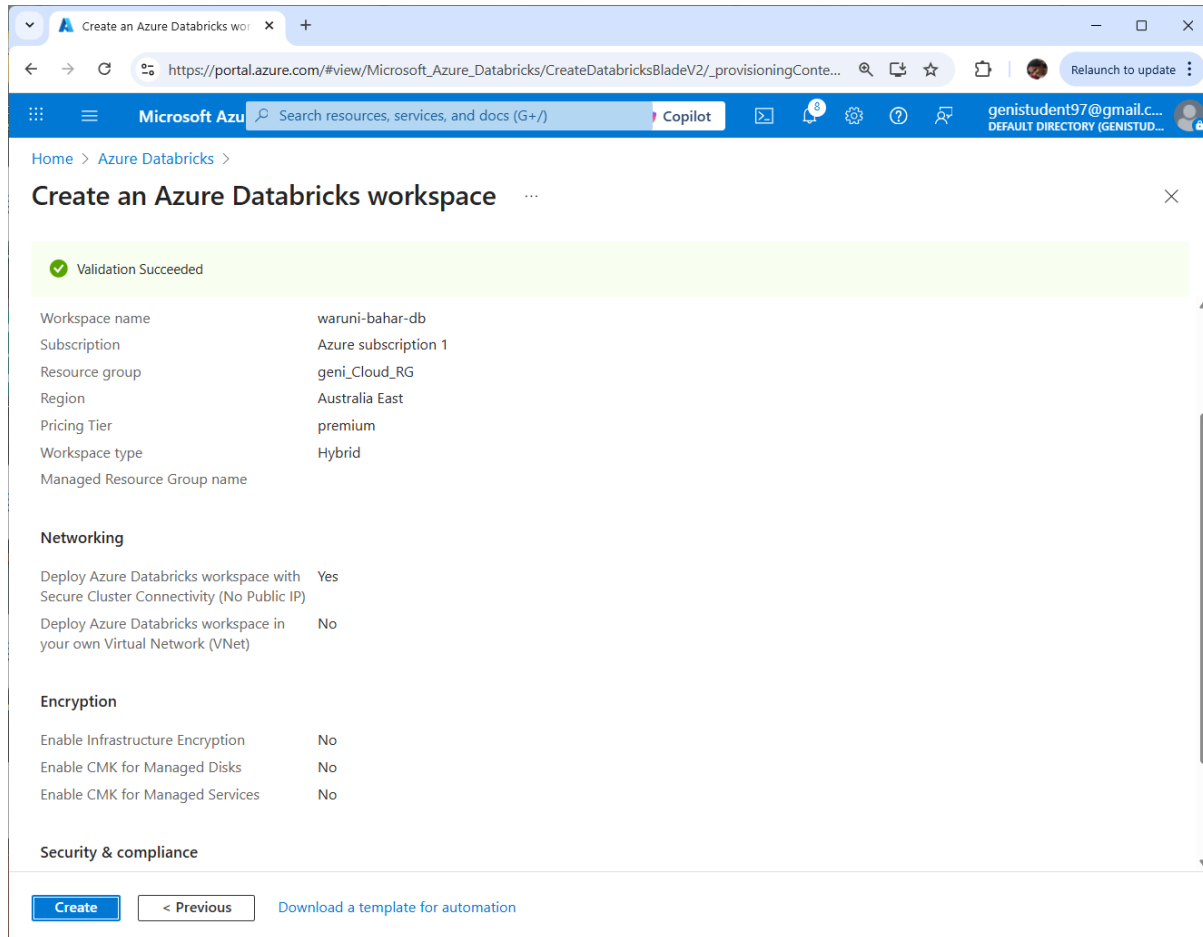 Create an Azure Databricks wor
https://portal.azure.com/#view/Microsoft_Azure_Databricks/CreateDatabricksBladeV2/_provisioningConte...
Relaunch to update
Microsoft Azu
Search resources, services, and docs (G+/)
Copilot
8
genistudent97@gmail.c...
DEFAULT DIRECTORY (GENISTUD...
Home > Azure Databricks >
Create an Azure Databricks workspace ...
Validation Succeeded
Workspace name waruni-bahar-db
Subscription Azure subscription 1
Resource group geni_Cloud_RG
Region Australia East
Pricing Tier premium
Workspace type Hybrid
Managed Resource Group name
Networking
Deploy Azure Databricks workspace with Yes
Secure Cluster Connectivity (No Public IP)
Deploy Azure Databricks workspace in No
your own Virtual Network (VNet)
Encryption
Enable Infrastructure Encryption No
Enable CMK for Managed Disks No
Enable CMK for Managed Services No
Security & compliance
Create
< Previous
Download a template for automation